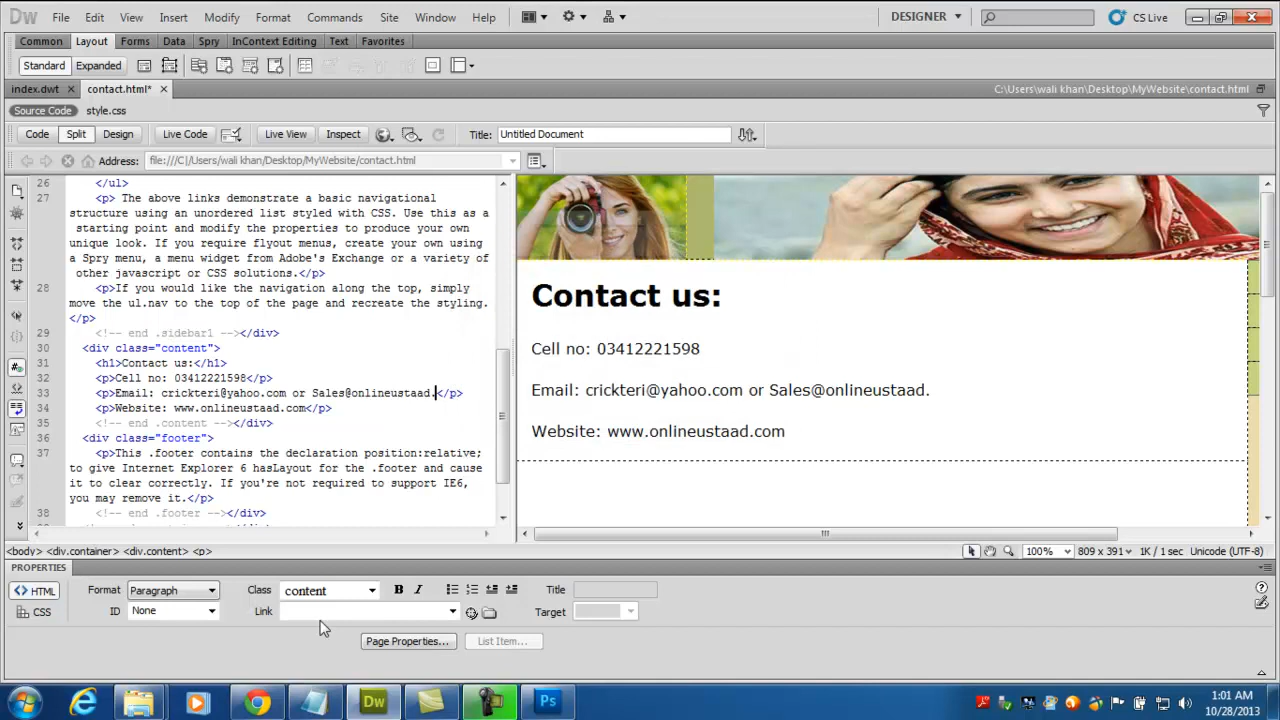 Dw File Edit View Insert Modify Format Commands Site Window Help DESIGNER CS Live
Common Layout Forms Data Spry InContext Editing Text Favorites
Standard Expanded
index.dwt contact.html* C:\Users\wali khan\Desktop\MyWebsite\contact.html
Source Code style.css
Code Split Design Live Code Live View Inspect Title: Untitled Document
Address: file:///C|/Users/wali khan/Desktop/MyWebsite/contact.html
26 </ul>
27 <p> The above links demonstrate a basic navigational
structure using an unordered list styled with CSS. Use this as a
starting point and modify the properties to produce your own
unique look. If you require flyout menus, create your own using
a Spry menu, a menu widget from Adobe's Exchange or a variety of
other javascript or CSS solutions.</p>
28 <p>If you would like the navigation along the top, simply
move the ul.nav to the top of the page and recreate the styling.
</p>
29 <!-- end .sidebar1 --></div>
30 <div class="content">
31 <h1>Contact us:</h1>
32 <p>Cell no: 03412221598</p>
33 <p>Email: crickteri@yahoo.com or Sales@onlineustaad.</p>
34 <p>Website: www.onlineustaad.com</p>
35 <!-- end .content --></div>
36 <div class="footer">
37 <p>This .footer contains the declaration position:relative;
to give Internet Explorer 6 hasLayout for the .footer and cause
it to clear correctly. If you're not required to support IE6,
you may remove it.</p>
38 <!-- end .footer --></div>
Contact us:
Cell no: 03412221598
Email: crickteri@yahoo.com or Sales@onlineustaad.
Website: www.onlineustaad.com
<body> <div.container> <div.content> <p> 100% 809 x 391 1K / 1 sec Unicode (UTF-8)
PROPERTIES
<> HTML Format Paragraph Class content B I Title
CSS ID None Link Target
Page Properties... List Item...
Dw Ps 1:01 AM
10/28/2013